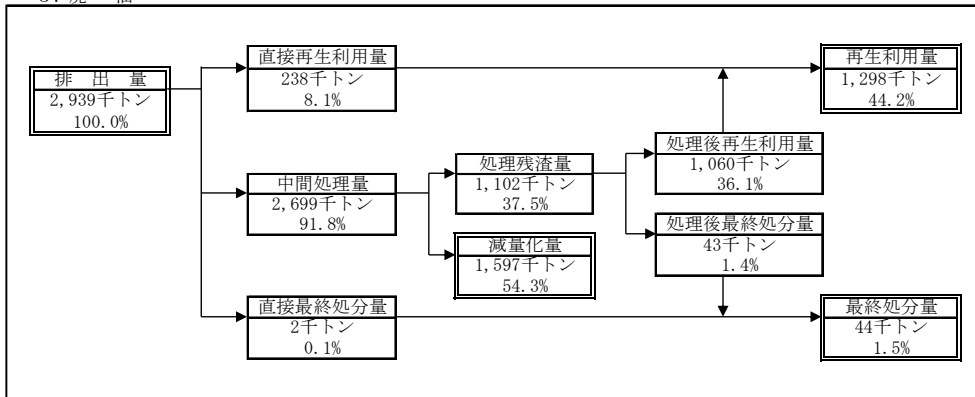 排 出 量
2,939千トン
100.0%
直接再生利用量
238千トン
8.1%
再生利用量
1,298千トン
44.2%
中間処理量
2,699千トン
91.8%
処理残渣量
1,102千トン
37.5%
処理後再生利用量
1,060千トン
36.1%
減量化量
1,597千トン
54.3%
処理後最終処分量
43千トン
1.4%
直接最終処分量
2千トン
0.1%
最終処分量
44千トン
1.5%